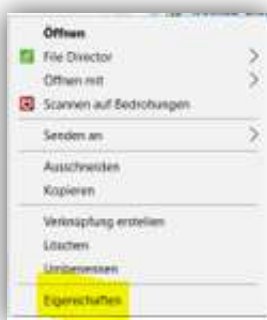 Öffnen
File Director
Öffnen mit
Scannen auf Bedrohungen
Senden an
Ausschneiden
Kopieren
Verknüpfung erstellen
Löschen
Umbenennen
Eigenschaften